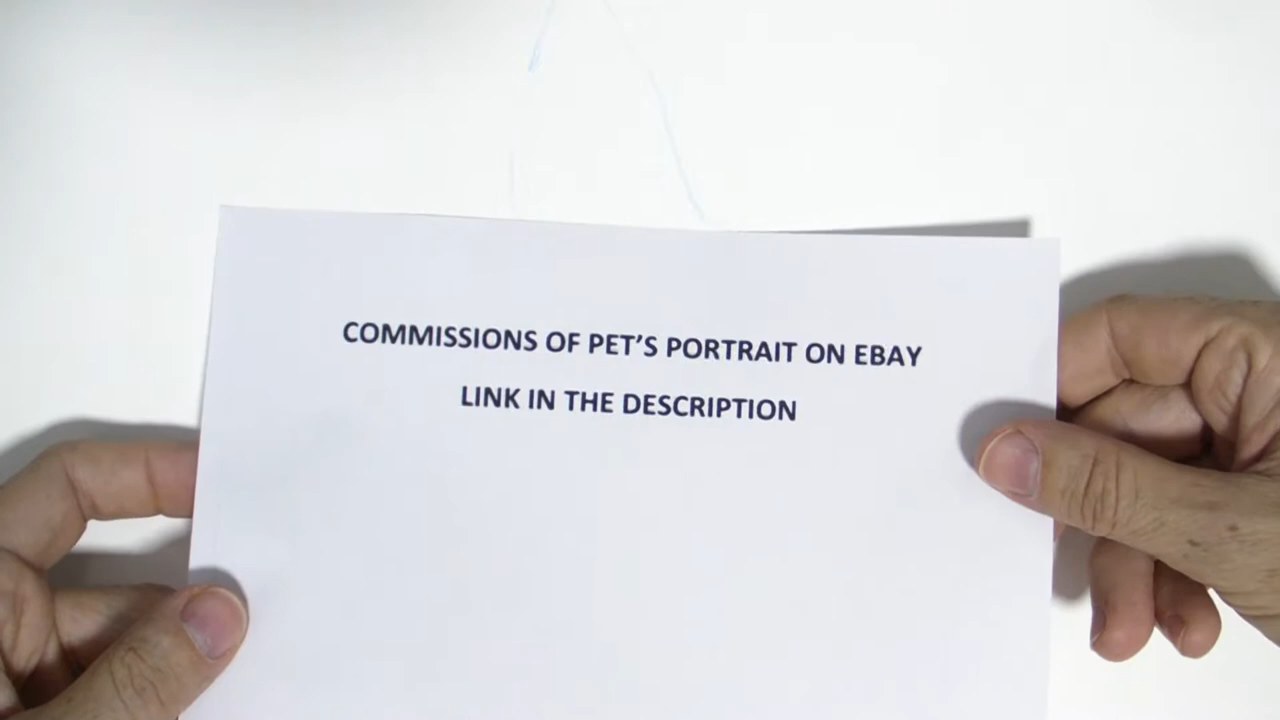 COMMISSIONS OF PET’S PORTRAIT ON EBAY
LINK IN THE DESCRIPTION